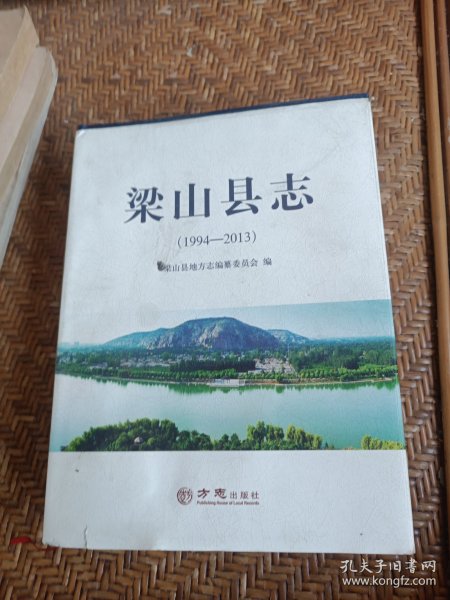 梁山县志
(1994—2013)
梁山县地方志编纂委员会 编
方志出版社
Publishing House of Local Records
孔夫子旧书网
www.kongfz.com